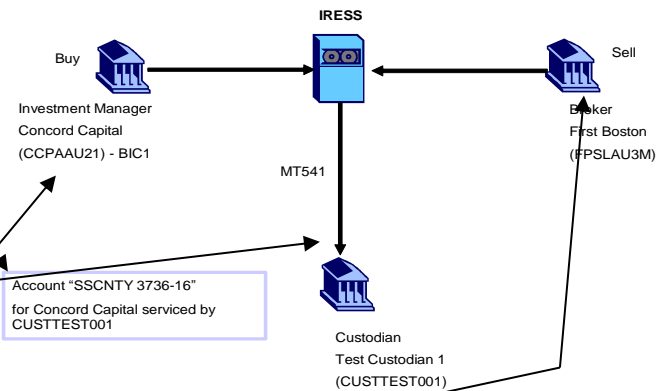 IRESS
Buy
Sell
Investment Manager
Concord Capital
(CCPAAU21) - BIC1
Broker
First Boston
(FPSLAU3M)
MT541
Account “SSCNTY 3736-16”
for Concord Capital serviced by
CUSTTEST001
Custodian
Test Custodian 1
(CUSTTEST001)